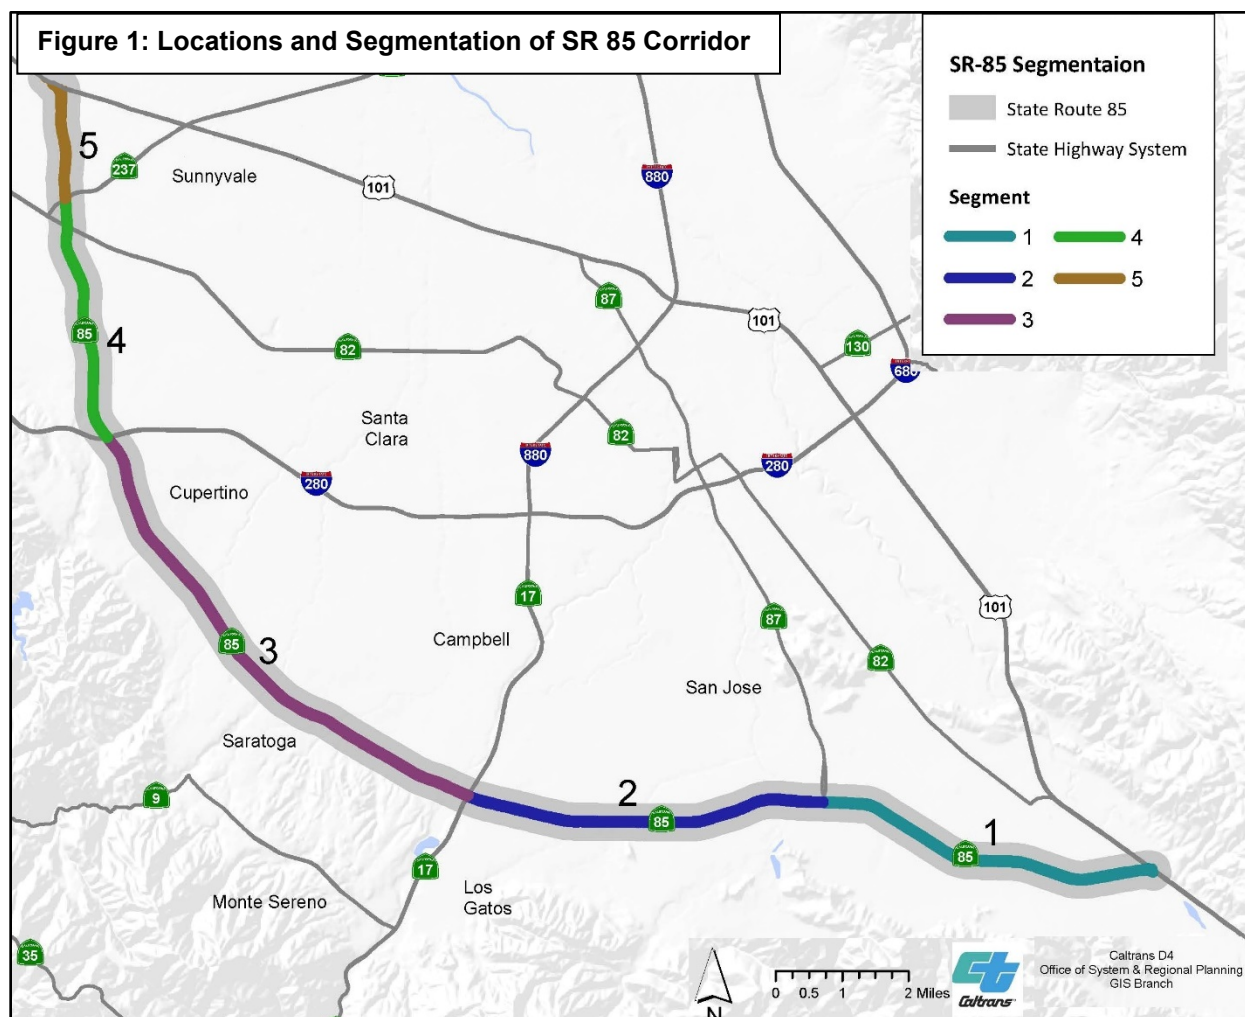 Figure 1: Locations and Segmentation of SR 85 Corridor
SR-85 Segmentaion
State Route 85
State Highway System
Segment
1
4
2
5
3
5
237
Sunnyvale
101
880
87
101
130
680
85
4
82
Santa
Clara
82
880
280
280
Cupertino
17
101
87
85
3
Campbell
82
San Jose
Saratoga
9
2
85
1
85
17
Monte Sereno
Los
Gatos
35
N
0 0.5 1 2 Miles
Caltrans
Caltrans D4
Office of System & Regional Planning
GIS Branch